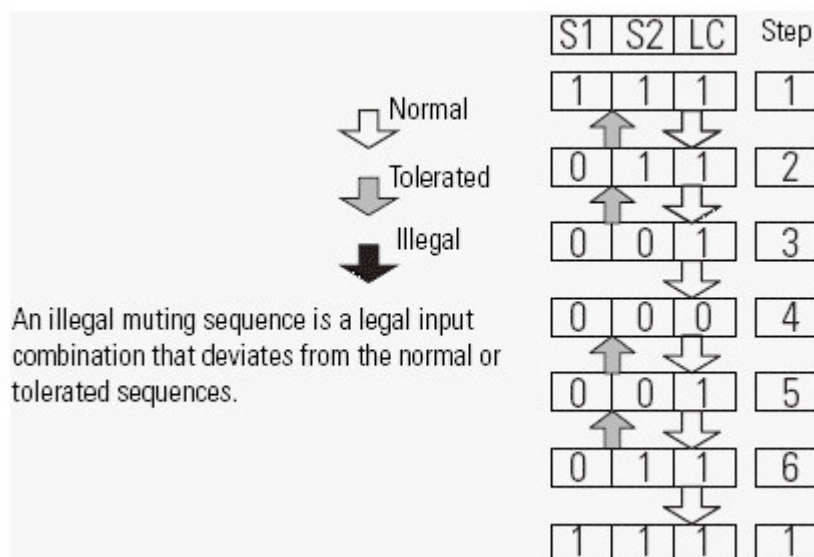 S1 S2 LC Step
1 1 1 1
Normal
0 1 1 2
Tolerated
0 0 1 3
Illegal
0 0 0 4
An illegal muting sequence is a legal input
combination that deviates from the normal or
tolerated sequences.
0 0 1 5
0 1 1 6
1 1 1 1